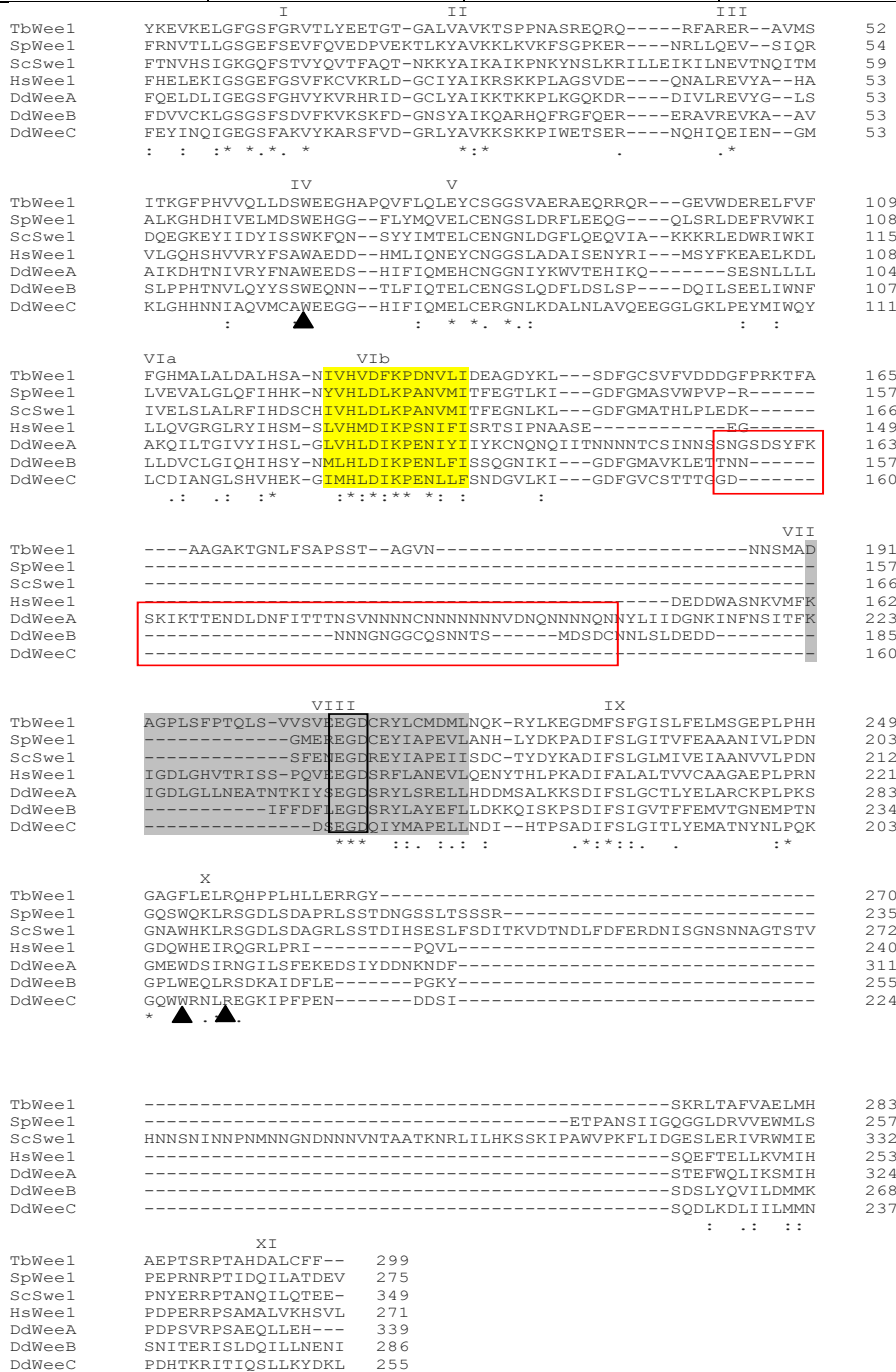 I II III
TbWee1 YKEVKELGFGSFGRVTLYEETGT-GALVAVKTSPPNASREQRQ----RFARER--AVMS 52
SpWee1 FRNVTLLGSGEFSEVFQVEDPVEKTLKYAVKKLKVKFSGPKER----NRLLQEV--SIQR 54
ScSwe1 FTNVHSIGKGQFSTVYQVTFAQT-NKKYAIKAIKPNKYNSLKRILLEIKILNEVTNQITM 59
HsWee1 FHELEKIGSGEFGSVFKCVKRLD-GCIYAIKRSKKPLAGSVDE----QNALREVYA--HA 53
DdWeeA FQELDLIGEGSFGHVYKVRHRID-GCLYAIKKTKKPLKGQKDR----DIVLREVYG--LS 53
DdWeeB FDVVCKLGSGSFSDVFKVKSKFD-GNSYAIKQARHQFRGFQER----ERAVREVKA--AV 53
DdWeeC FEYINQIGEGSFAKVYKARSFVD-GRLYAVKKSKKPIWETSER----NQHIQEIEN--GM 53
: : :* *.*. * *:* . .*
IV V
TbWee1 ITKGFPHVVQLLDSWEEGHAPQVFLQLEYCSGGSVAERAEQRRQR---GEVWDERELFVF 109
SpWee1 ALKGHDHIVELMDSWEHGG--FLYMQVELCENGSLDRFLEEQG----QLSRLDEFRVWKI 108
ScSwe1 DQEGKEYIIDYISSWKFQN--SYYIMTELCENGNLDGFLQEQVIA--KKKRLEDWRIWKI 115
HsWee1 VLGQHSHVVRYFSAWAEDD--HMLIQNEYCNGGSLADAISENYRI---MSYFKEAELKDL 108
DdWeeA AIKDHTNIVRYFNAWEEDS--HIFIQMEHCNGGNIYKWVTEHIKQ-----SESNLLLL 104
DdWeeB SLPPHTNVLQYYSSWEQNN--TLFIQTELCENGSLQDFLDSLSP---DQILSEELIWNF 107
DdWeeC KLGHHNNIAQVMCAWEEGG--HIFIQMELCERGNLKDALNLAVQEEGGLGKLPEYMIWQY 111
: : : * *. *.: : :
VIa VIb
TbWee1 FGHMALALDALHSA-NIVHVDFKPDNVLIDEAGDYKL---SDFGCSVFVDDDGFPRKTFA 165
SpWee1 LVEVALGLQFIHHK-NYVHLDLKPANVMITFEGTLKI---GDFGMASVWPVP-R------ 157
ScSwe1 IVELSLALRFIHDSCHIVHLDLKPANVMITFEGNLKL---GDFGMATHLPLEDK------ 166
HsWee1 LLQVGRGLRYIHSM-SLVHMDIKPSNIFISRTSIPNAASE---------EG--------- 149
DdWeeA AKQILTGIVYIHSL-GLVHLDIKPENIYIIYKCNQNQIITNNNNTCSINNSSNGSDSYFK 163
DdWeeB LLDVCLGIQHIHSY-NMLHLDIKPENLFISSQGNIKI---GDFGMAVKLETTNN------ 157
DdWeeC LCDIANGLSHVHEK-GIMHLDIKPENLLFSNDGVLKI---GDFGVCSTTTGGD------- 160
.: .: :* :*:*:** *: : :
VII
TbWee1 ----AAGAKTGNLFSAPSST--AGVN----------------------------NNSMAD 191
SpWee1 ------------------------------------------------------------ 157
ScSwe1 ------------------------------------------------------------ 166
HsWee1 -----------------------------------------------DEDDWASNKVMFK 162
DdWeeA SKIKTTENDLDNFITTTTNSVNNNNCNNNNNNNNVDNQNNNNQNNYLIIDGNKINFNSITFK 223
DdWeeB -----------------NNNGNGGCQSNNTS------MDSDCNNLSLDEDD--------- 185
DdWeeC ------------------------------------------------------------ 160
VIII IX
TbWee1 AGPLSFPTQLS-VVSVEEGDCRYLCMDMLNQK-RYLKEGDMFSFGISLFELMSGEPLPHH 249
SpWee1 -------------GMEREGDCEYIAPEVLANH-LYDKPADIFSLGITVFEAAANIVLPDN 203
ScSwe1 -------------SFENEGDREYIAPEIISDC-TYDYKADIFSLGLMIVEIAANVVLPDN 212
HsWee1 IGDLGHVTRISS-PQVEEGDSRFLANEVLQENYTHLPKADIFALALTVVCAAGAEPLPRN 221
DdWeeA IGDLGLLNEATNTKIYSEGDSRYLSRELLHDDMSALKKSDIFSLGCTLYELARCKPLPKS 283
DdWeeB -----------IFFDFLEGDSRYLAYEFLLDKKQISKPSDIFSIGVTFFEMVTGNEMPTN 234
DdWeeC ---------------DSEGDQIYMAPELLNDI--HTPSADIFSLGITLYEMATNYNLPQK 203
*** ::. :.: : .*:*::. . :*
X
TbWee1 GAGFLELRQHPPLHLLERRGY--------------------------------------- 270
SpWee1 GQSWQKLRSGDLSDAPRLSSTDNGSSLTSSSR---------------------------- 235
ScSwe1 GNAWHKLRSGDLSDAGRLSSTDIHSESLFSDITKVDTNDLFDFERDNISGNSNNAGTSTV 272
HsWee1 GDQWHEIRQGRLPRI--------PQVL--------------------------------- 240
DdWeeA GMEWDSIRNGILSFEKEDSIYDDNKNDF-------------------------------- 311
DdWeeB GPLWEQLRSDKAIDFLE------PGKY--------------------------------- 255
DdWeeC GQWWRNLREGKIPFPEN------DDSI--------------------------------- 224
* . .
TbWee1 ----------------------------------------------SKRLTAFVAELMH 283
SpWee1 ----------------------------------ETPANSIIGQGGLDRVVEWMLS 257
ScSwe1 HNNSNINNPNMNNGNDNNNVNTAATKNRLILHKSSKIPAWVPKFLIDGESLERIVRWMIE 332
HsWee1 ----------------------------------------------SQEFTELLKVMIH 253
DdWeeA ----------------------------------------------STEFWQLIKSMIH 324
DdWeeB ----------------------------------------------SDSLYQVILDMMK 268
DdWeeC ----------------------------------------------SQDLKDLIILMMN 237
: .: ::
XI
TbWee1 AEPTSRPTAHDALCFF-- 299
SpWee1 PEPRNRPTIDQILATDEV 275
ScSwe1 PNYERRPTANQILQTEE- 349
HsWee1 PDPERRPSAMALVKHSVL 271
DdWeeA PDPSVRPSAEQLLEH--- 339
DdWeeB SNITERISLDQILLNENI 286
DdWeeC PDHTKRITIQSLLKYDKL 255